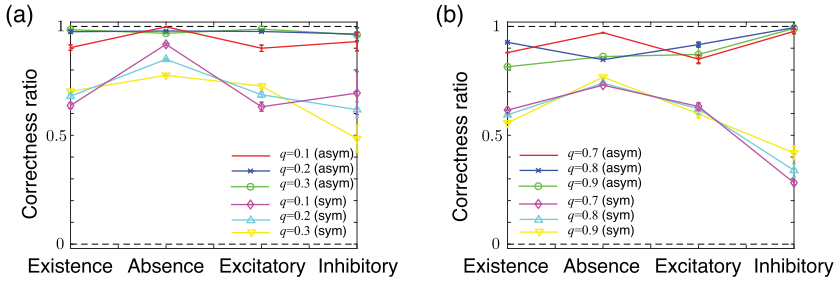 (a)
Correctness ratio
1
0.5
0
q=0.1 (asym)
q=0.2 (asym)
q=0.3 (asym)
q=0.1 (sym)
q=0.2 (sym)
q=0.3 (sym)
Existence Absence Excitatory Inhibitory
(b)
Correctness ratio
1
0.5
0
q=0.7 (asym)
q=0.8 (asym)
q=0.9 (asym)
q=0.7 (sym)
q=0.8 (sym)
q=0.9 (sym)
Existence Absence Excitatory Inhibitory